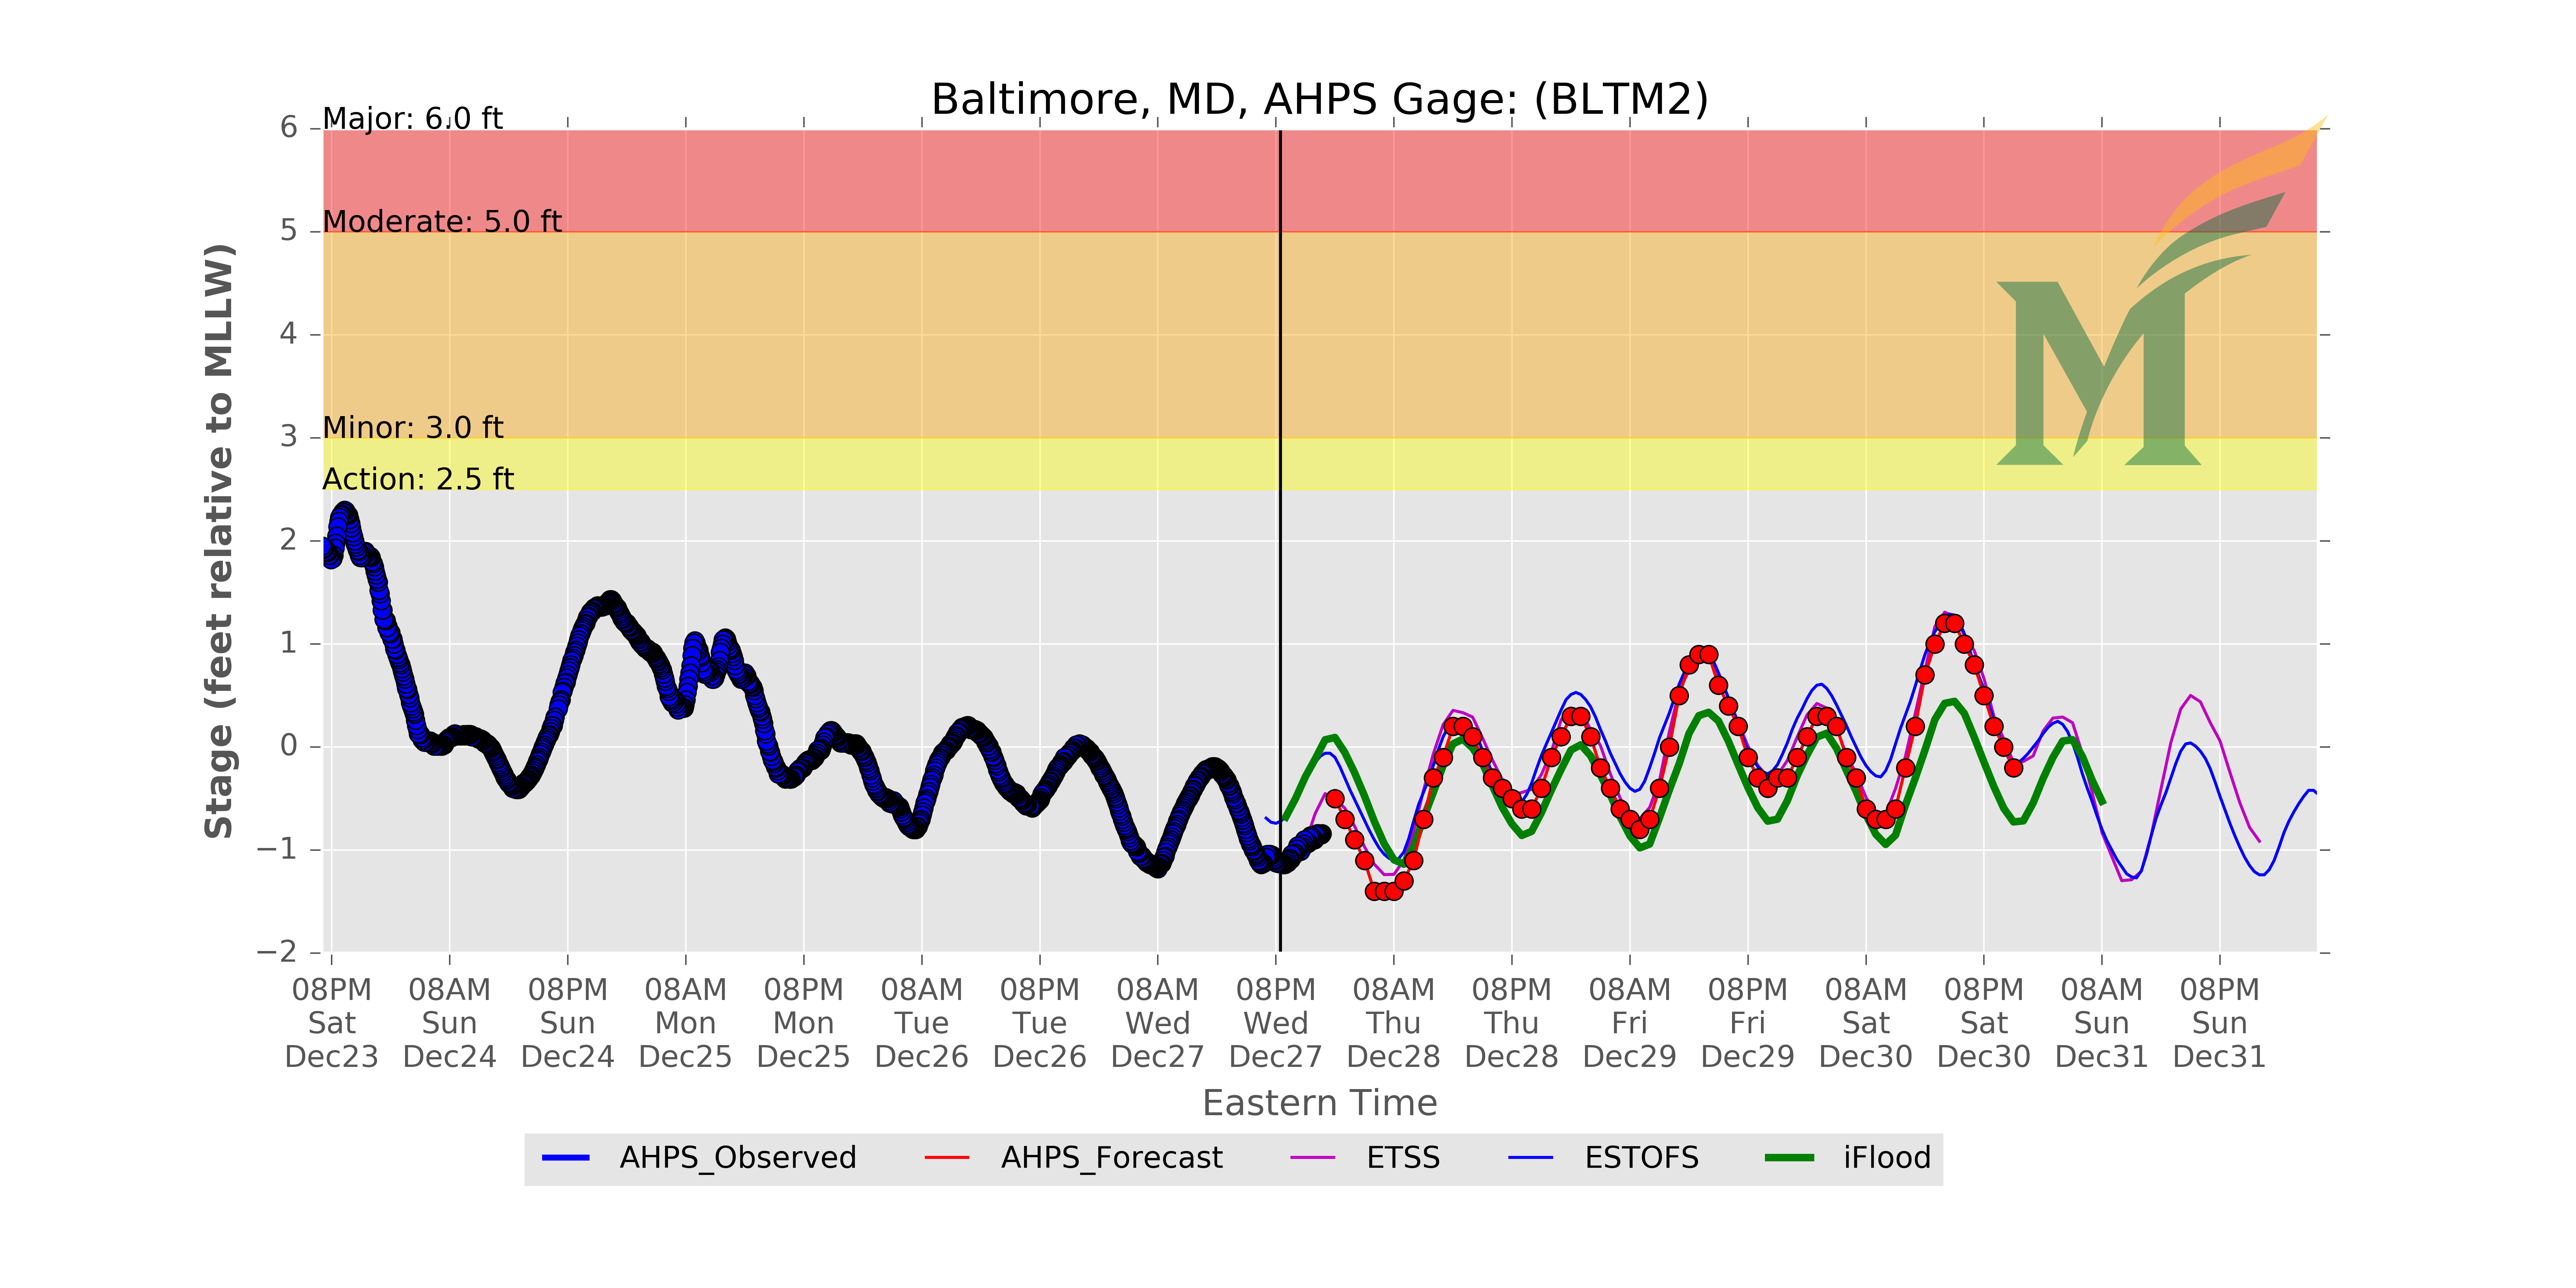 Baltimore, MD, AHPS Gage: (BLTM2)
Major: 6.0 ft
Moderate: 5.0 ft
Minor: 3.0 ft
Action: 2.5 ft
6
5
4
3
2
1
0
−1
−2
Stage (feet relative to MLLW)
08PM 08AM 08PM 08AM 08PM 08AM 08PM 08AM 08PM 08AM 08PM 08AM 08PM 08AM 08PM 08AM 08PM
Sat Sun Sun Mon Mon Tue Tue Wed Wed Thu Thu Fri Fri Sat Sat Sun Sun
Dec23 Dec24 Dec24 Dec25 Dec25 Dec26 Dec26 Dec27 Dec27 Dec28 Dec28 Dec29 Dec29 Dec30 Dec30 Dec31 Dec31
Eastern Time
AHPS_Observed AHPS_Forecast ETSS ESTOFS iFlood
M